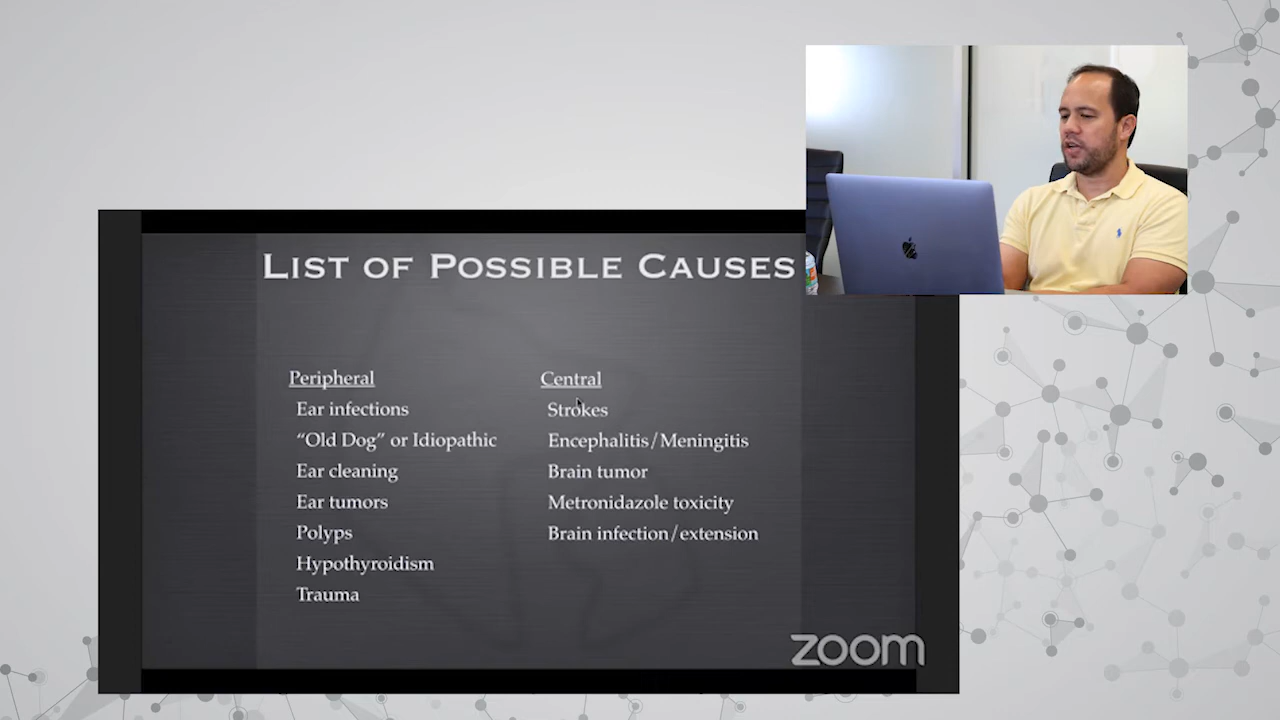 List of Possible Causes
Peripheral
Ear infections
“Old Dog” or Idiopathic
Ear cleaning
Ear tumors
Polyps
Hypothyroidism
Trauma
Central
Strokes
Encephalitis/Meningitis
Brain tumor
Metronidazole toxicity
Brain infection/extension
zoom